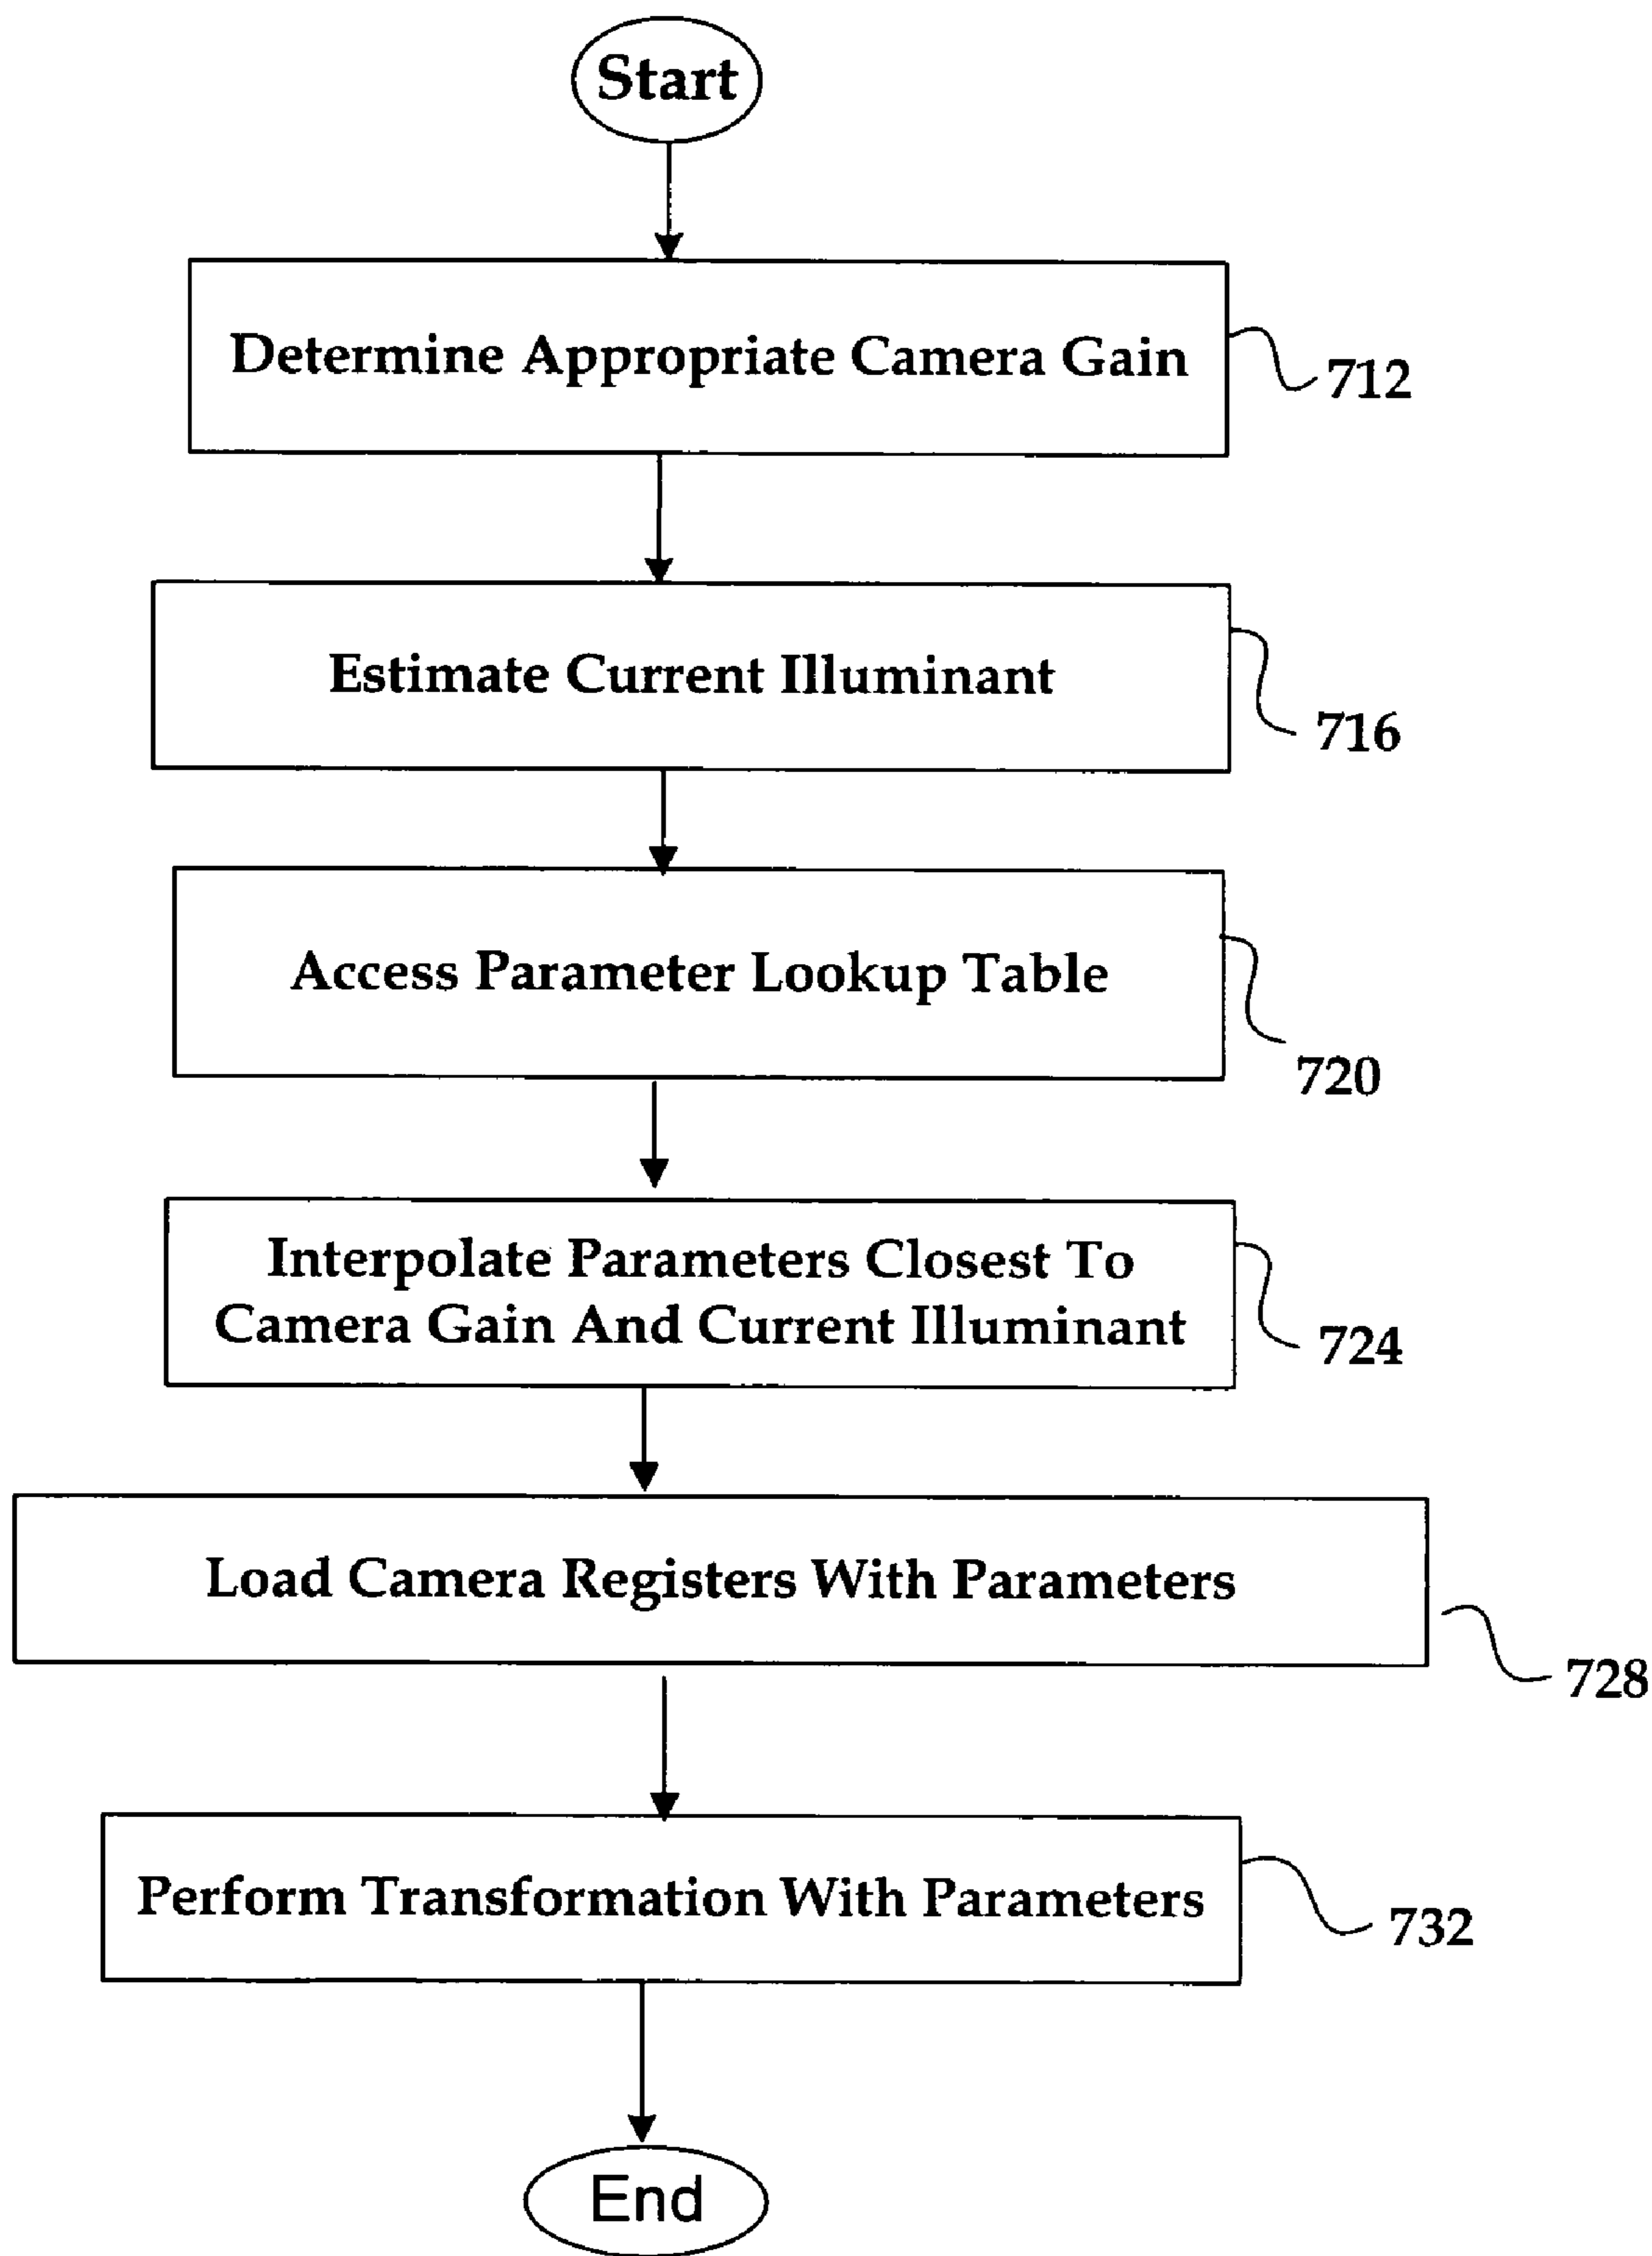 Start
Determine Appropriate Camera Gain
712
Estimate Current Illuminant
716
Access Parameter Lookup Table
720
Interpolate Parameters Closest To
Camera Gain And Current Illuminant
724
Load Camera Registers With Parameters
728
Perform Transformation With Parameters
732
End